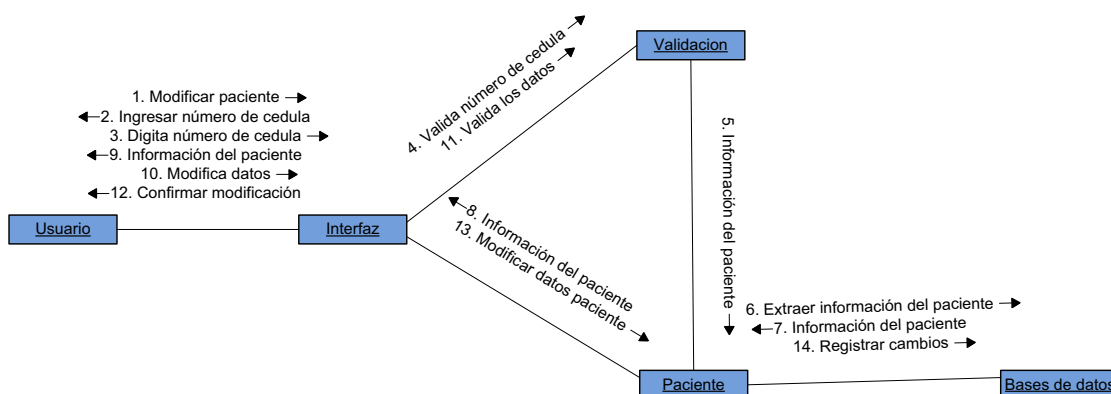 Validacion
4. Valida número de cedula
11. Valida los datos
1. Modificar paciente
2. Ingresar número de cedula
3. Digita número de cedula
9. Información del paciente
10. Modifica datos
12. Confirmar modificación
5. Información del paciente
Usuario
Interfaz
8. Información del paciente
13. Modificar datos paciente
6. Extraer información del paciente
7. Información del paciente
14. Registrar cambios
Paciente
Bases de datos